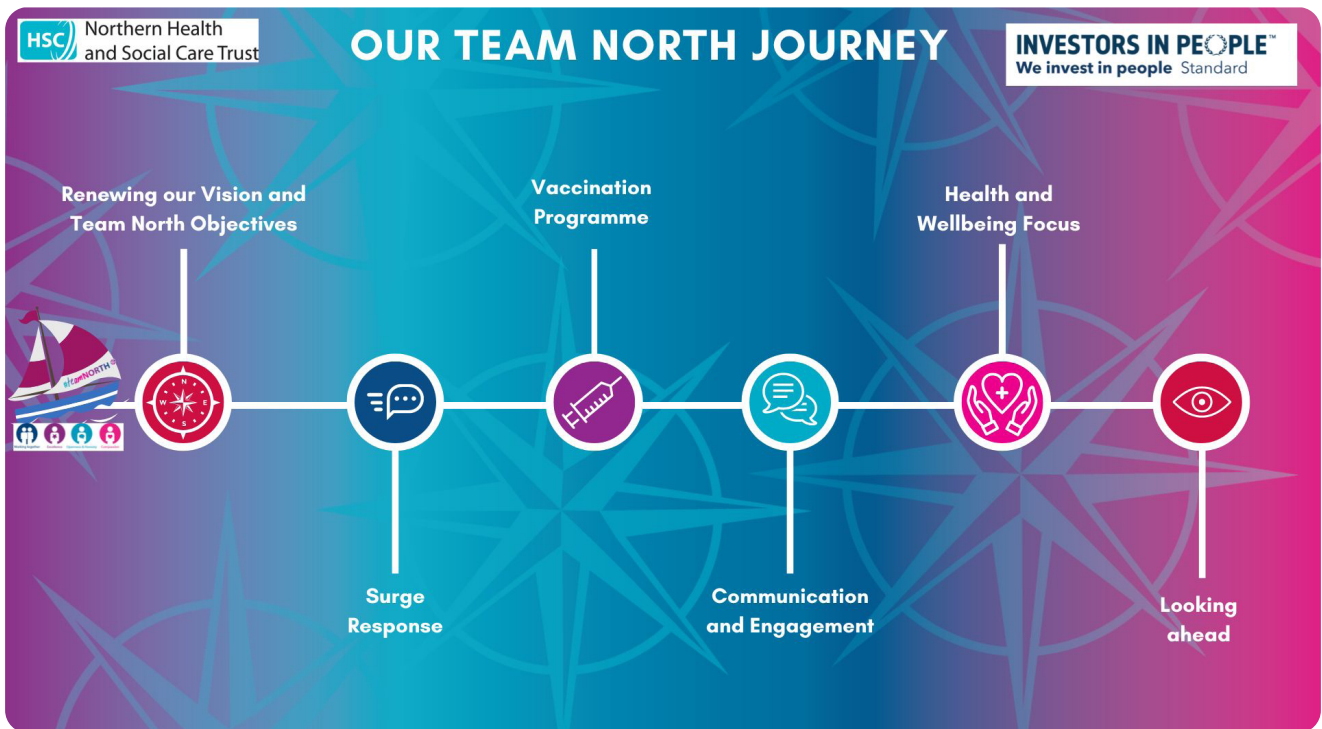 HSC
Northern Health
and Social Care Trust
OUR TEAM NORTH JOURNEY
INVESTORS IN PEOPLE™
We invest in people Standard
Renewing our Vision and
Team North Objectives
Vaccination
Programme
Health and
Wellbeing Focus
#teamNORTH
N
W E
S
Surge
Response
Communication
and Engagement
Looking
ahead